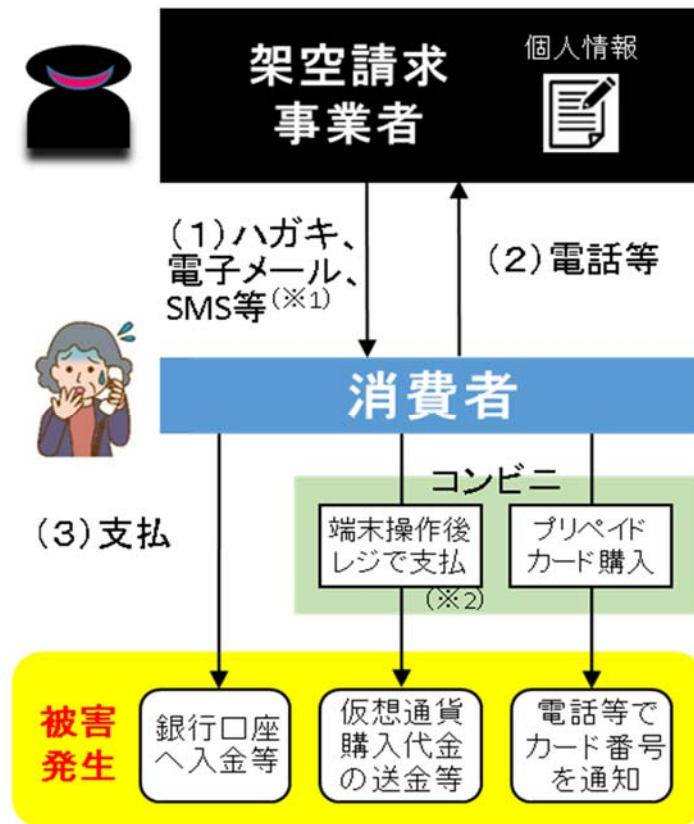 架空請求
事業者
個人情報
(1)ハガキ、
電子メール、
SMS等(※1)
(2)電話等
消費者
(3)支払
コンビニ
端末操作後
レジで支払
(※2)
プリペイド
カード購入
被害
発生
銀行口座
へ入金等
仮想通貨
購入代金
の送金等
電話等で
カード番号
を通知